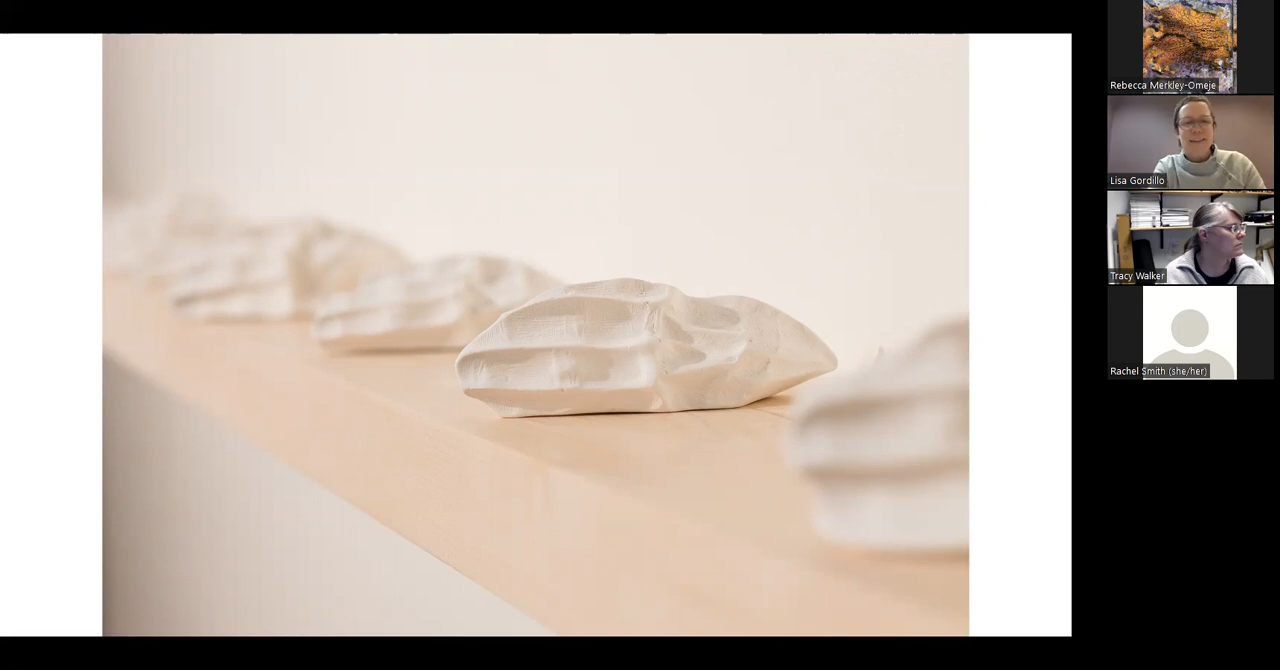 Rebecca Merkley-Omeje
Lisa Gordillo
Tracy Walker
Rachel Smith (she/her)